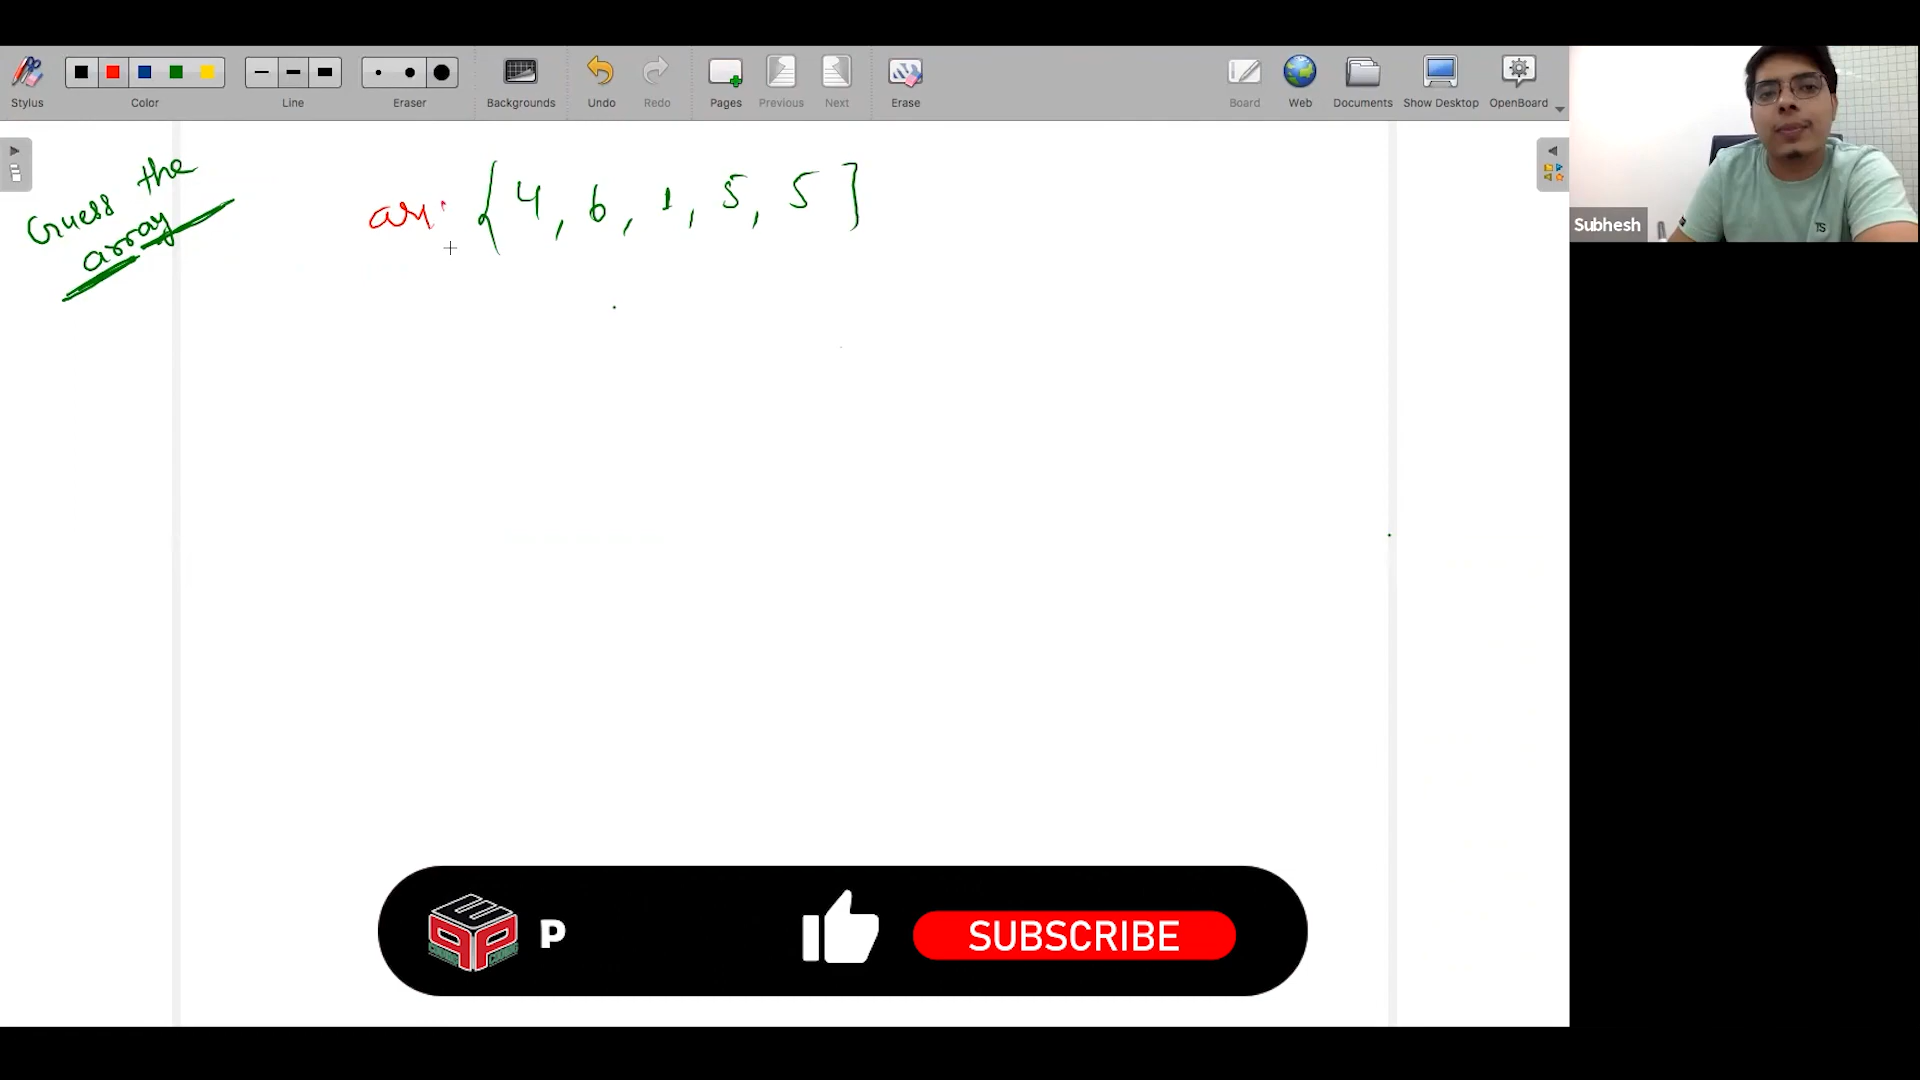 Stylus
Color
Line
Eraser
Backgrounds
Undo
Redo
Pages
Previous
Next
Erase
Board
Web
Documents
Show Desktop
OpenBoard
Guess the
array
arr: [ 4, 6, 1, 5, 5 ]
Subhesh
TS
P
SUBSCRIBE